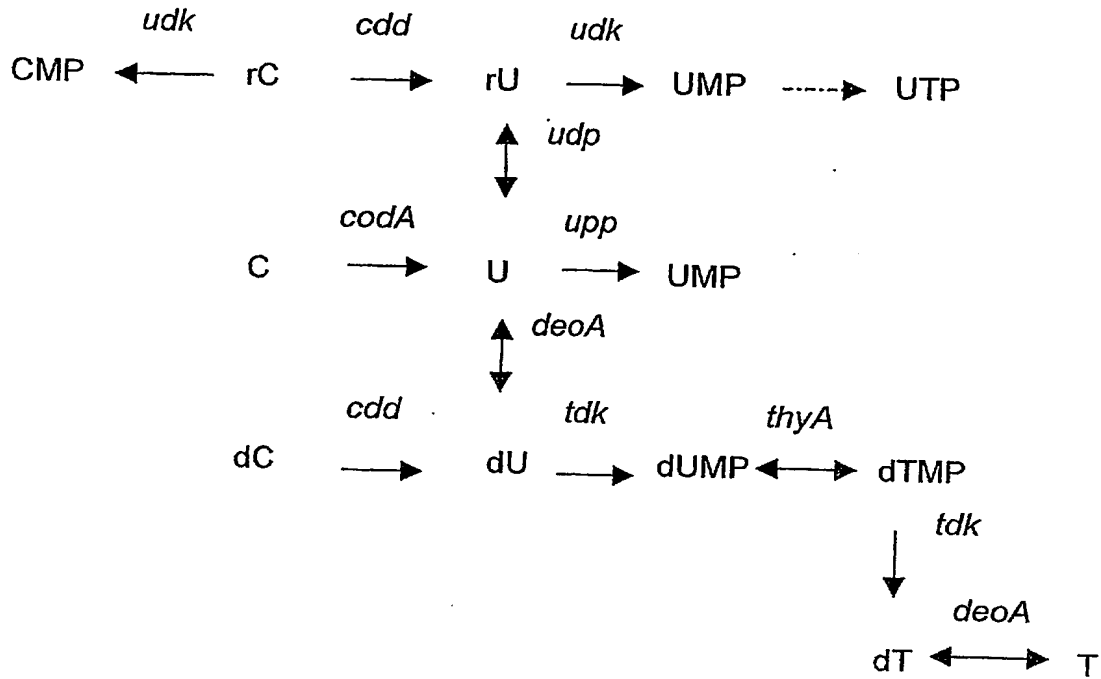 udk cdd udk
CMP rC rU UMP UTP
udp
codA upp
C U UMP
deoA
cdd tdk thyA
dC dU dUMP dTMP
tdk
deoA
dT T